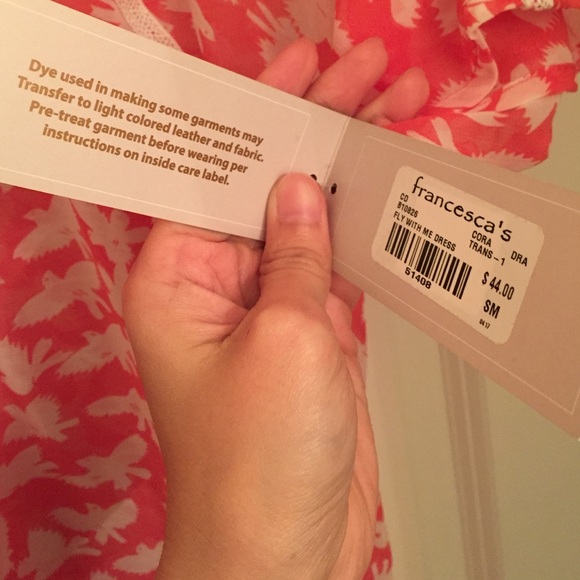 Dye used in making some garments may
Transfer to light colored leather and fabric.
Pre-treat garment before wearing per
instructions on inside care label.
francesca's
CO CORA DRA
B10826 TRANS-1
FLY WITH ME DRESS
$44.00
51408
SM
0417